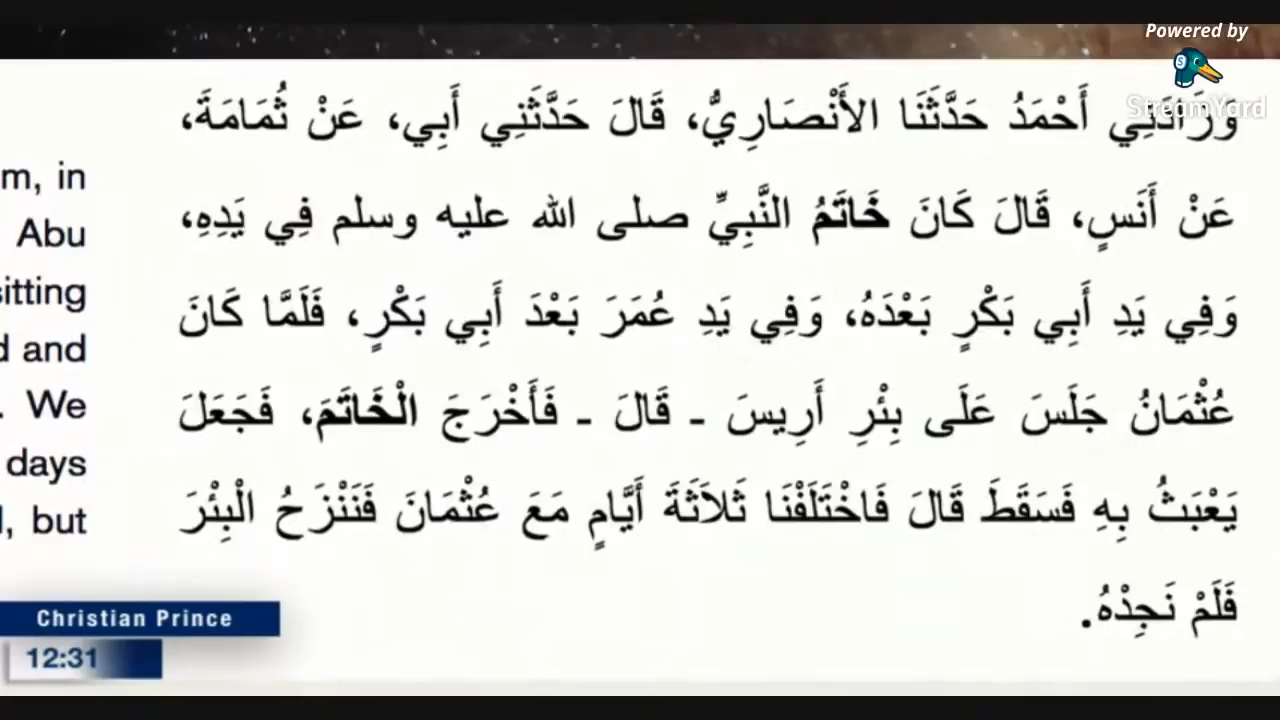 Powered by
StreamYard
وَزَادَنِي أَحْمَدُ حَدَّثَنَا الأَنْصَارِيُّ، قَالَ حَدَّثَنِي أَبِي، عَنْ ثُمَامَةَ،
عَنْ أَنَسٍ، قَالَ كَانَ خَاتَمُ النَّبِيِّ صلى الله عليه وسلم فِي يَدِهِ،
وَفِي يَدِ أَبِي بَكْرٍ بَعْدَهُ، وَفِي يَدِ عُمَرَ بَعْدَ أَبِي بَكْرٍ، فَلَمَّا كَانَ
عُثْمَانُ جَلَسَ عَلَى بِئْرِ أَرِيسَ ـ قَالَ ـ فَأَخْرَجَ الْخَاتَمَ، فَجَعَلَ
يَعْبَثُ بِهِ فَسَقَطَ قَالَ فَاخْتَلَفْنَا ثَلاَثَةَ أَيَّامٍ مَعَ عُثْمَانَ فَنَنْزَحُ الْبِئْرَ
فَلَمْ نَجِدْهُ.
m, in
Abu
sitting
d and
. We
days
, but
Christian Prince
12:31